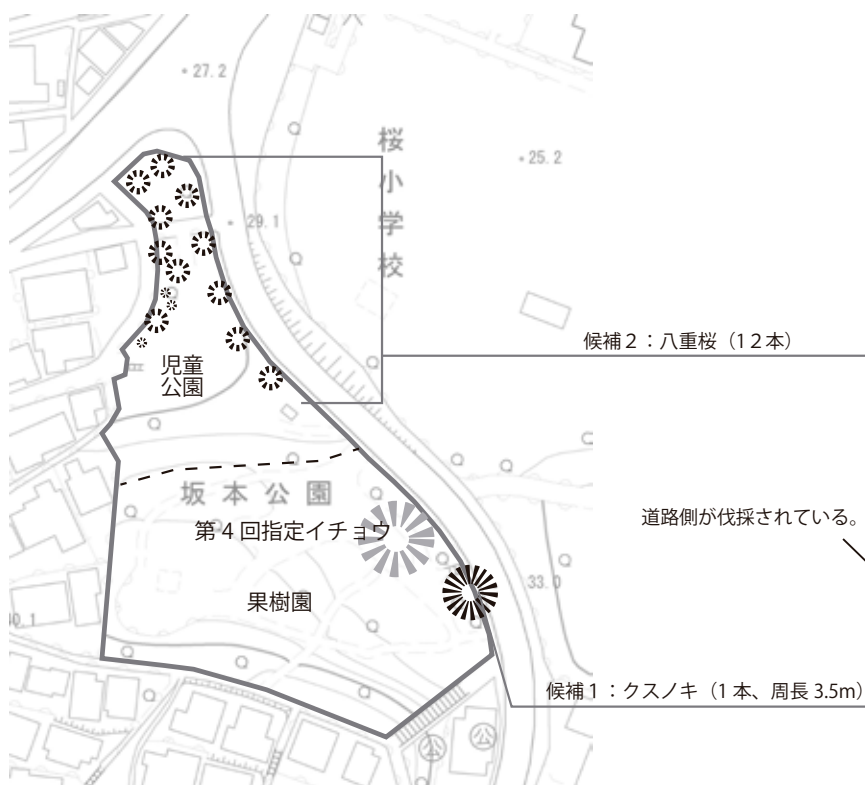 ・27.2
桜小学校
・25.2
・29.1
候補2：八重桜（12本）
児童
公園
坂本公園
第4回指定イチョウ
道路側が伐採されている。
果樹園
33.0
候補1：クスノキ（1本、周長3.5m）
公
公